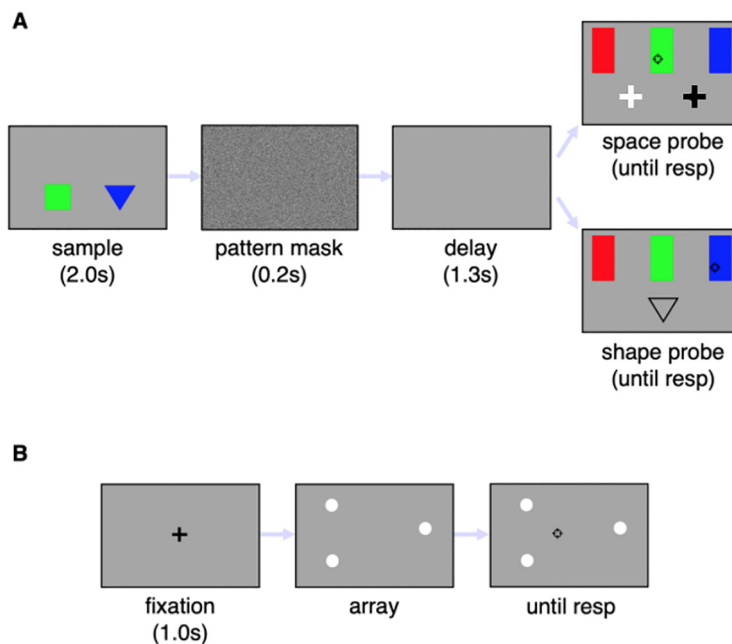 A
space probe
(until resp)
sample
(2.0s)
pattern mask
(0.2s)
delay
(1.3s)
shape probe
(until resp)
B
fixation
(1.0s)
array
until resp